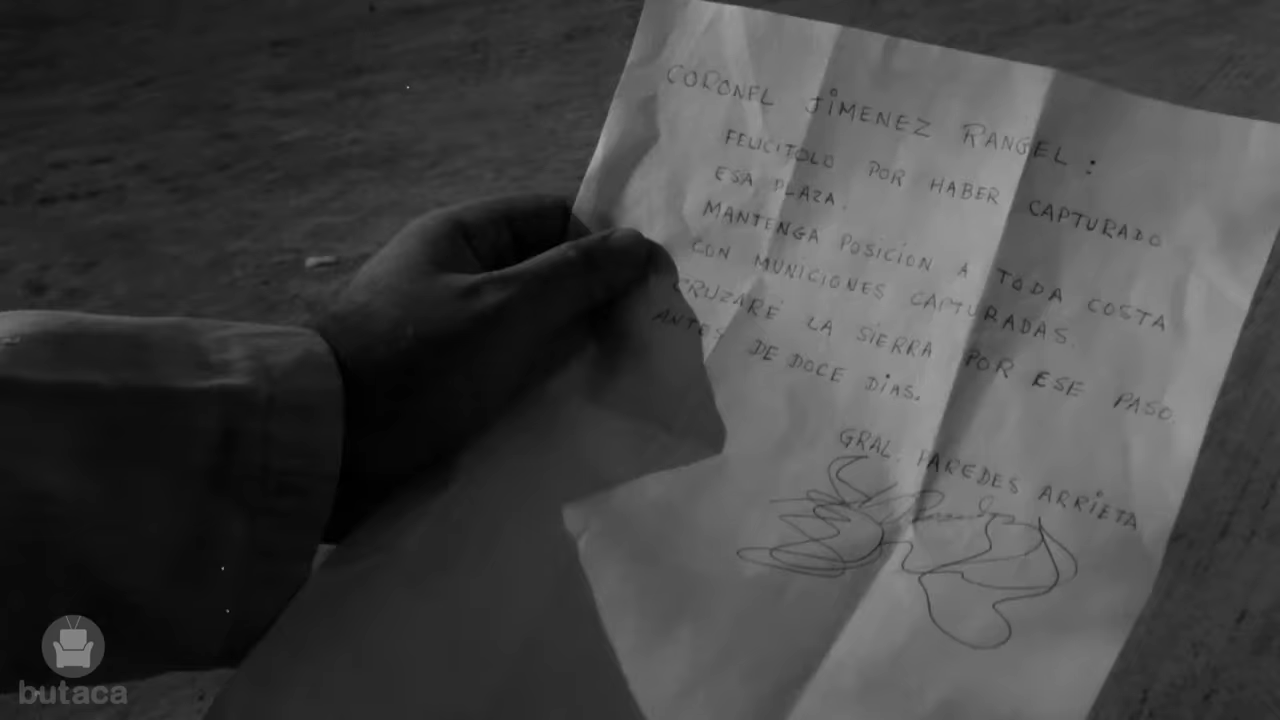 CORONEL JIMENEZ RANGEL:
FELICITOLO POR HABER CAPTURADO
ESA PLAZA.
MANTENGA POSICION A TODA COSTA
CON MUNICIONES CAPTURADAS.
CRUZARÉ LA SIERRA POR ESE PASO
ANTES DE DOCE DIAS.
GRAL. PAREDES ARRIETA
butaca